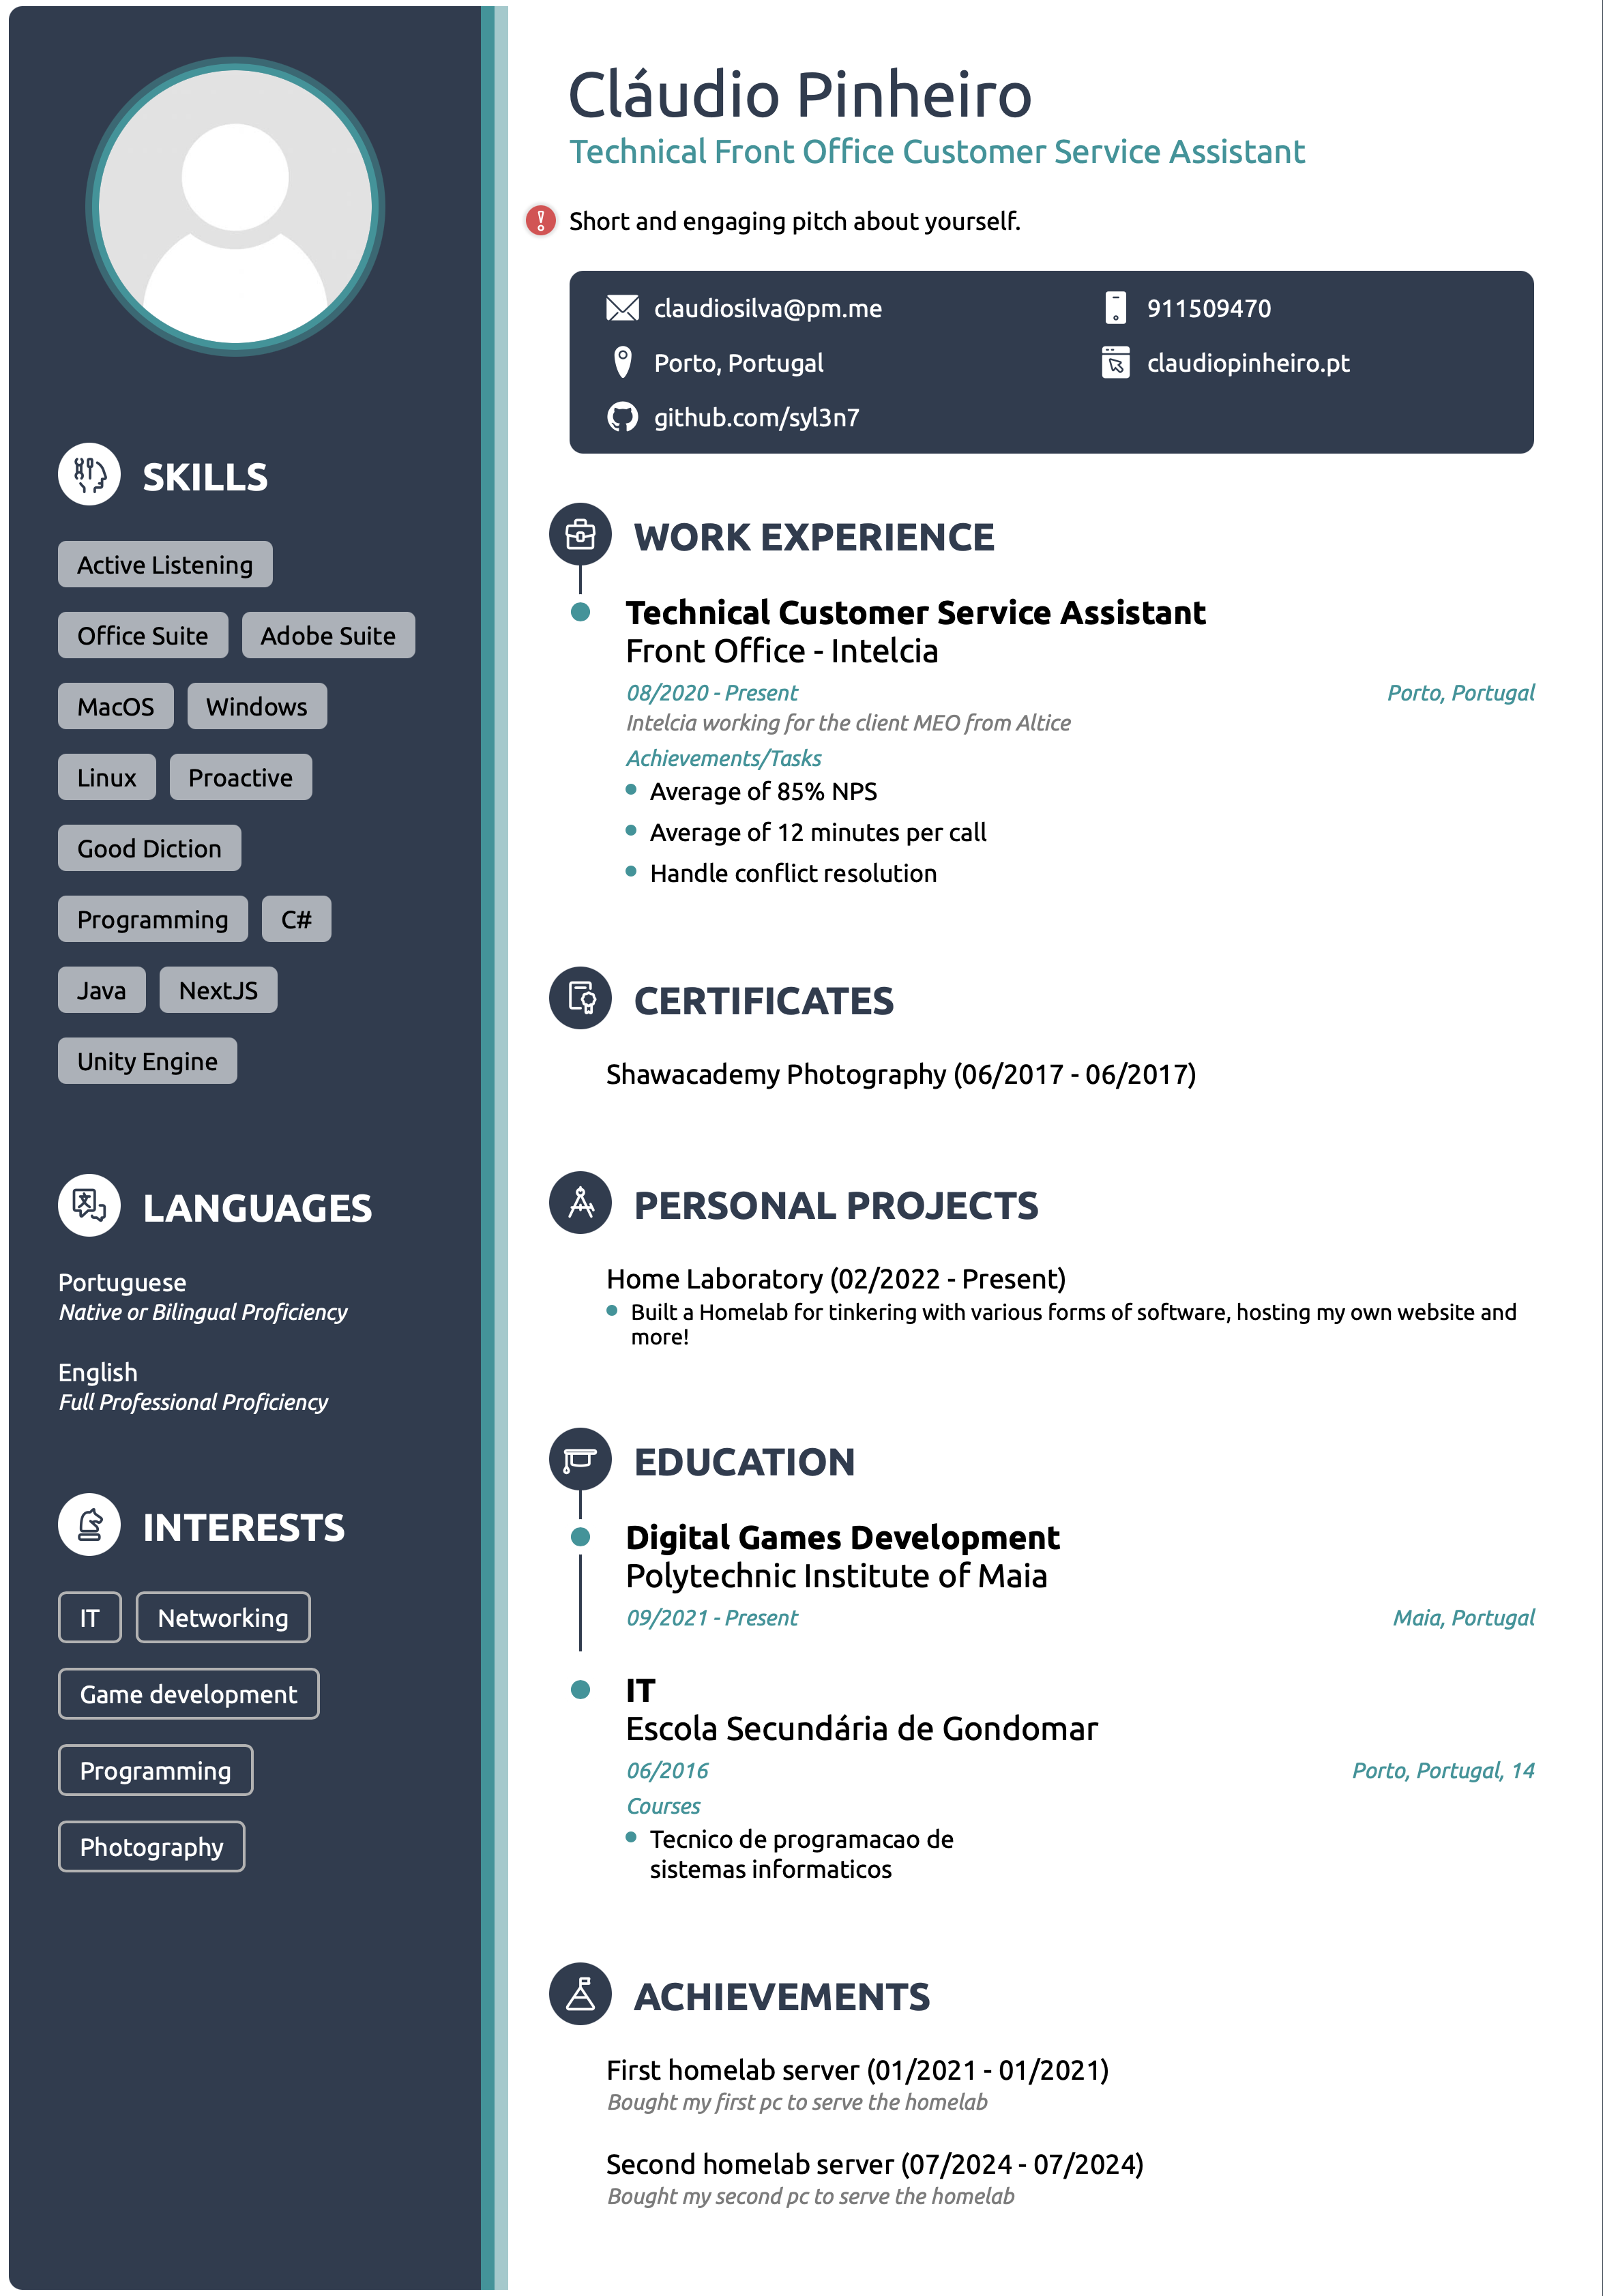 Cláudio Pinheiro
Technical Front Office Customer Service Assistant
Short and engaging pitch about yourself.
claudiosilva@pm.me
911509470
Porto, Portugal
claudiopinheiro.pt
github.com/syl3n7
SKILLS
Active Listening
Office Suite Adobe Suite
MacOS Windows
Linux Proactive
Good Diction
Programming C#
Java NextJS
Unity Engine
LANGUAGES
Portuguese
Native or Bilingual Proficiency
English
Full Professional Proficiency
INTERESTS
IT Networking
Game development
Programming
Photography
WORK EXPERIENCE
Technical Customer Service Assistant
Front Office - Intelcia
08/2020 - Present Porto, Portugal
Intelcia working for the client MEO from Altice
Achievements/Tasks
Average of 85% NPS
Average of 12 minutes per call
Handle conflict resolution
CERTIFICATES
Shawacademy Photography (06/2017 - 06/2017)
PERSONAL PROJECTS
Home Laboratory (02/2022 - Present)
Built a Homelab for tinkering with various forms of software, hosting my own website and
more!
EDUCATION
Digital Games Development
Polytechnic Institute of Maia
09/2021 - Present Maia, Portugal
IT
Escola Secundária de Gondomar
06/2016 Porto, Portugal, 14
Courses
Tecnico de programacao de
sistemas informaticos
ACHIEVEMENTS
First homelab server (01/2021 - 01/2021)
Bought my first pc to serve the homelab
Second homelab server (07/2024 - 07/2024)
Bought my second pc to serve the homelab